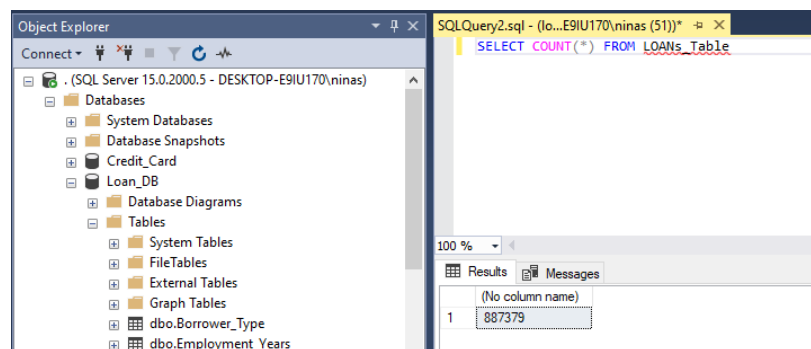 Object Explorer
Connect
. (SQL Server 15.0.2000.5 - DESKTOP-E9IU170\ninas)
Databases
System Databases
Database Snapshots
Credit_Card
Loan_DB
Database Diagrams
Tables
System Tables
FileTables
External Tables
Graph Tables
dbo.Borrower_Type
dbo.Employment_Years
SQLQuery2.sql - (lo...E9IU170\ninas (51))*
SELECT COUNT(*) FROM LOANs_Table
100 %
Results Messages
(No column name)
1 887379